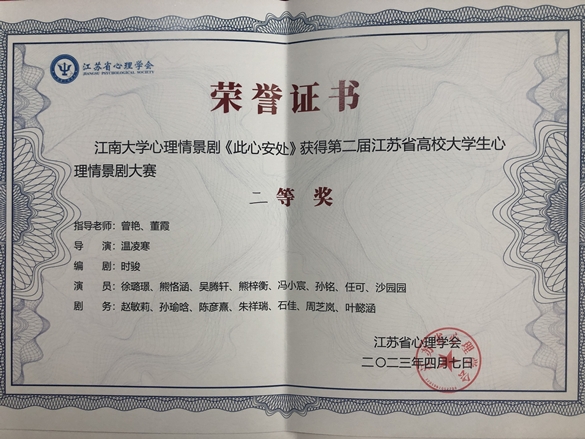 江苏省心理学会
JIANGSU PSYCHOLOGICAL SOCIETY
荣誉证书
江南大学心理情景剧《此心安处》获得第二届江苏省高校大学生心
理情景剧大赛
二等奖
指导老师：曾艳、董霞
导 演：温凌寒
编 剧：时骏
演 员：徐璐璟、熊恪涵、吴腾轩、熊梓衡、冯小宸、孙铭、任可、沙园园
剧 务：赵敏莉、孙瑜晗、陈彦熹、朱祥瑞、石佳、周芝岚、叶懿涵
江苏省心理学会
二〇二三年四月七日